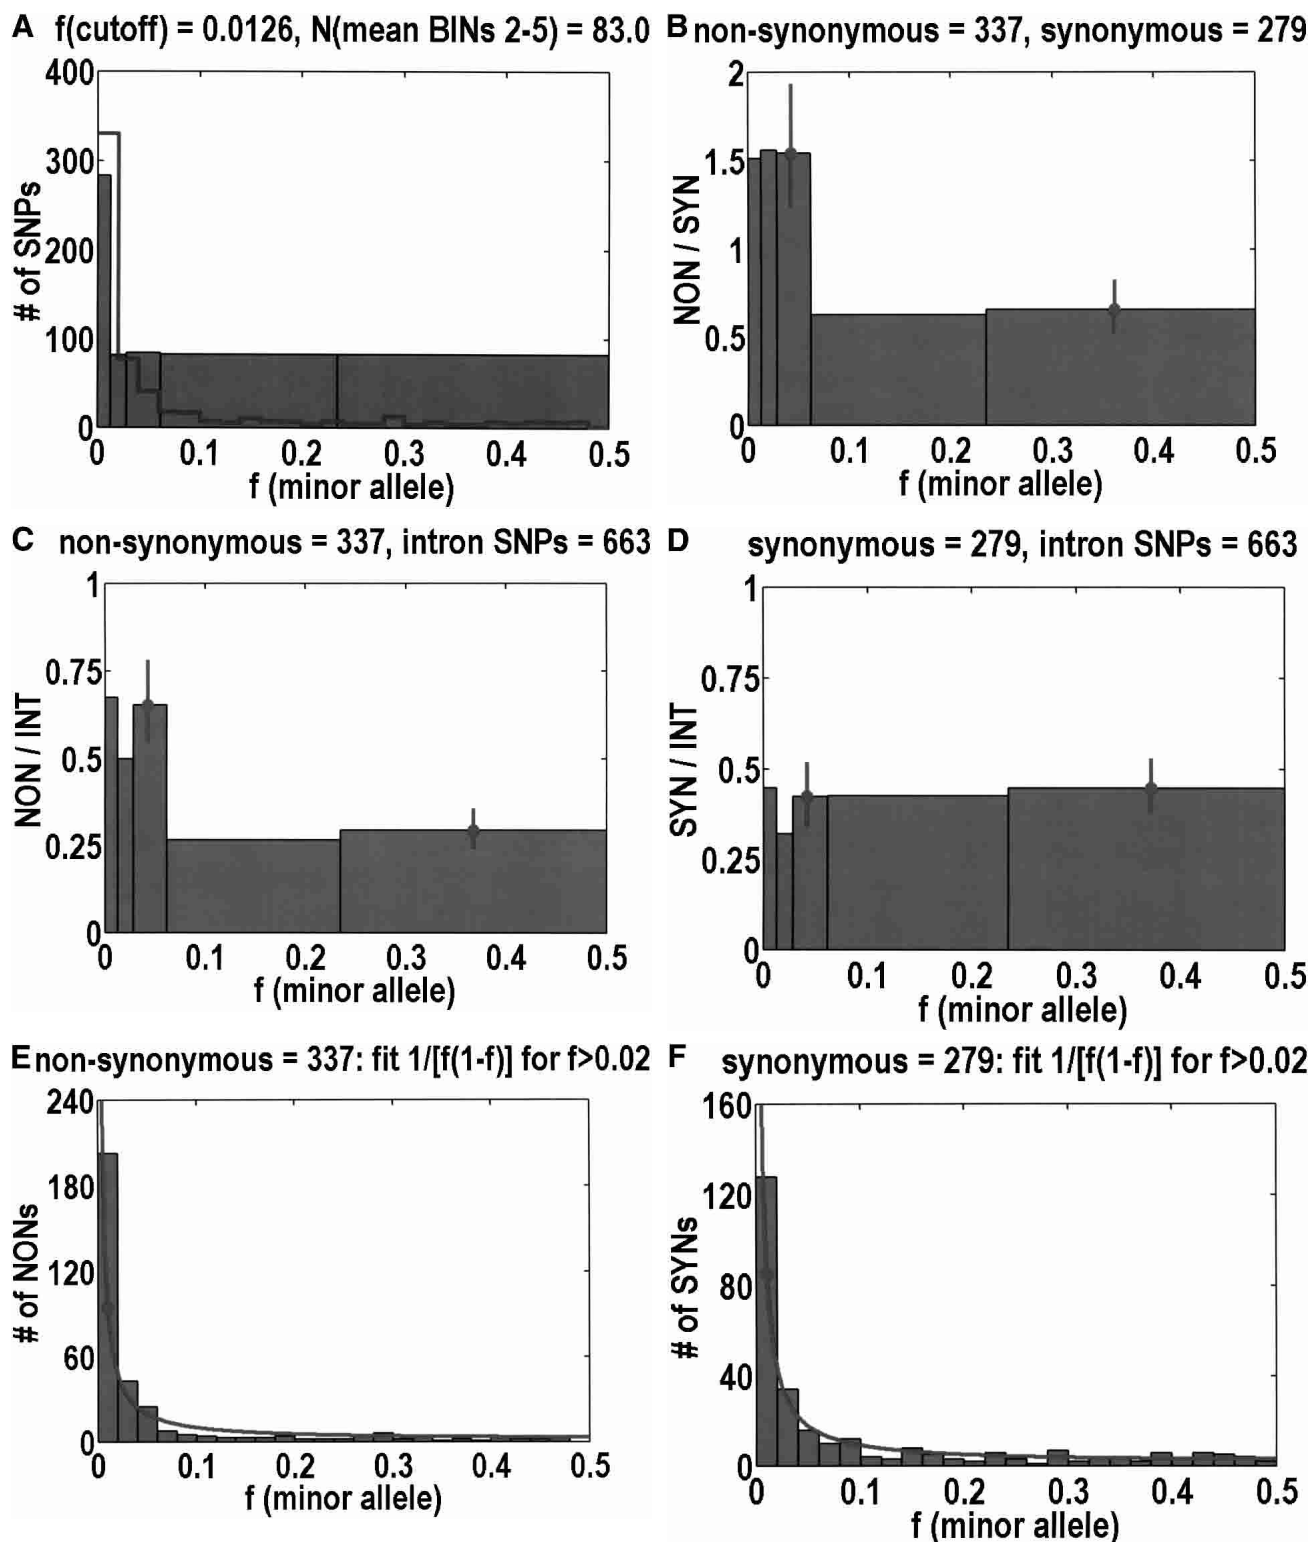 A f(cutoff) = 0.0126, N(mean BINs 2-5) = 83.0
400
300
200
100
0
# of SNPs
0 0.1 0.2 0.3 0.4 0.5
f (minor allele)
B non-synonymous = 337, synonymous = 279
2
1.5
1
0.5
0
NON / SYN
0 0.1 0.2 0.3 0.4 0.5
f (minor allele)
C non-synonymous = 337, intron SNPs = 663
1
0.75
0.5
0.25
0
NON / INT
0 0.1 0.2 0.3 0.4 0.5
f (minor allele)
D synonymous = 279, intron SNPs = 663
1
0.75
0.5
0.25
0
SYN / INT
0 0.1 0.2 0.3 0.4 0.5
f (minor allele)
E non-synonymous = 337: fit 1/[f(1-f)] for f>0.02
240
180
120
60
0
# of NONs
0 0.1 0.2 0.3 0.4 0.5
f (minor allele)
F synonymous = 279: fit 1/[f(1-f)] for f>0.02
160
120
80
40
0
# of SYNs
0 0.1 0.2 0.3 0.4 0.5
f (minor allele)